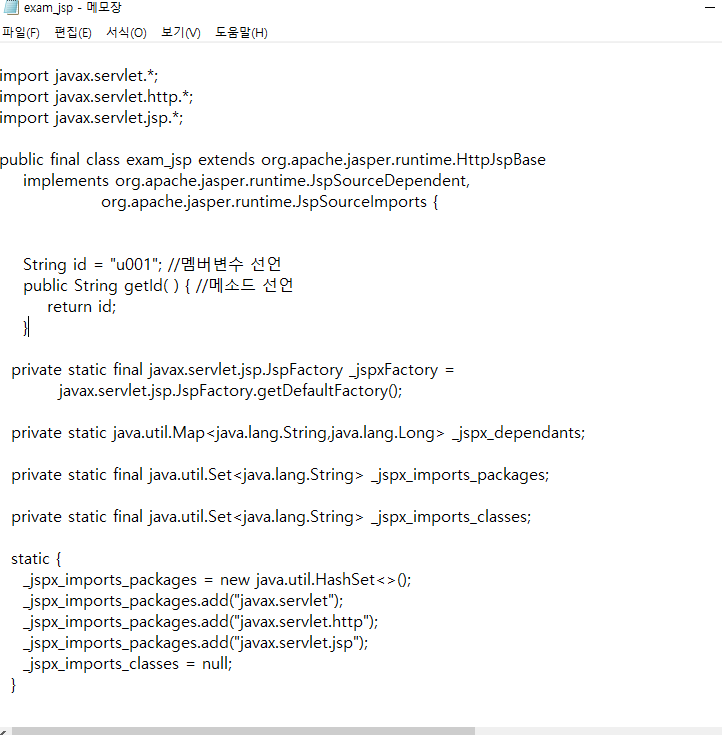 exam_jsp - 메모장
파일(F) 편집(E) 서식(O) 보기(V) 도움말(H)
import javax.servlet.*;
import javax.servlet.http.*;
import javax.servlet.jsp.*;
public final class exam_jsp extends org.apache.jasper.runtime.HttpJspBase
implements org.apache.jasper.runtime.JspSourceDependent,
org.apache.jasper.runtime.JspSourceImports {
String id = "u001"; //멤버변수 선언
public String getId( ) { //메소드 선언
return id;
}
private static final javax.servlet.jsp.JspFactory _jspxFactory =
javax.servlet.jsp.JspFactory.getDefaultFactory();
private static java.util.Map<java.lang.String,java.lang.Long> _jspx_dependants;
private static final java.util.Set<java.lang.String> _jspx_imports_packages;
private static final java.util.Set<java.lang.String> _jspx_imports_classes;
static {
_jspx_imports_packages = new java.util.HashSet<>();
_jspx_imports_packages.add("javax.servlet");
_jspx_imports_packages.add("javax.servlet.http");
_jspx_imports_packages.add("javax.servlet.jsp");
_jspx_imports_classes = null;
}